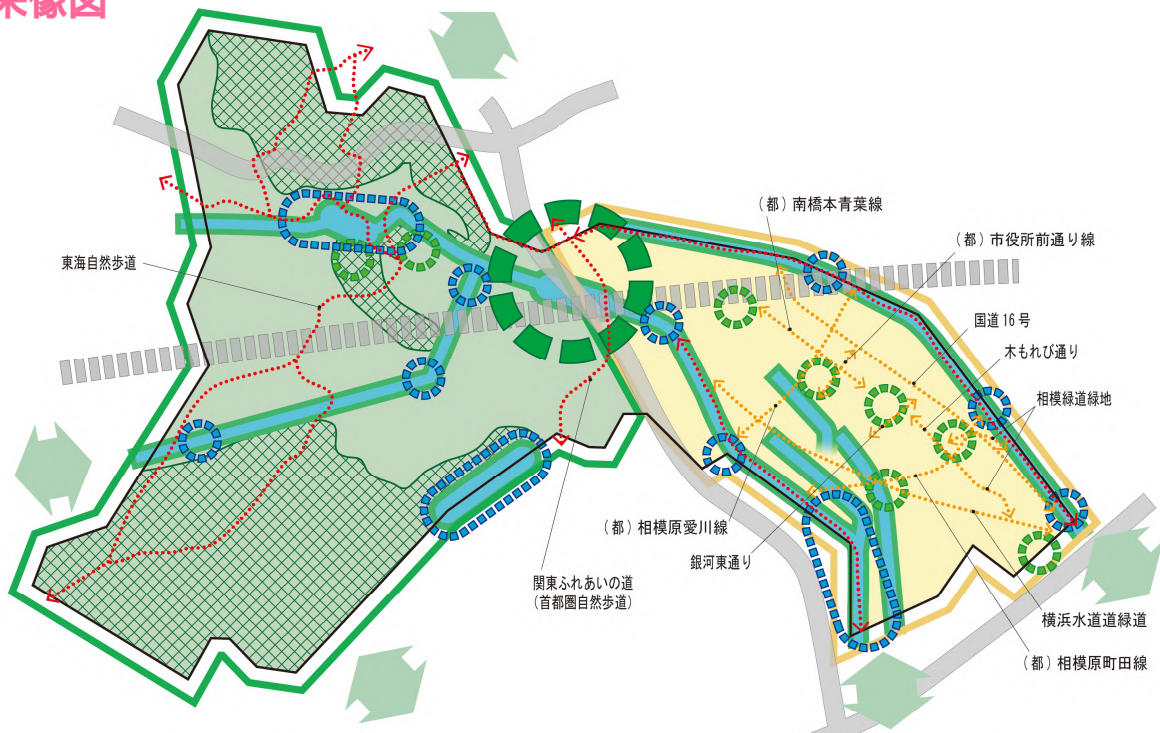 来像図
(都)南橋本青葉線
(都)市役所前通り線
東海自然歩道
国道16号
木もれび通り
相模緑道緑地
(都)相模原愛川線
銀河東通り
関東ふれあいの道
(首都圏自然歩道)
横浜水道道緑道
(都)相模原町田線